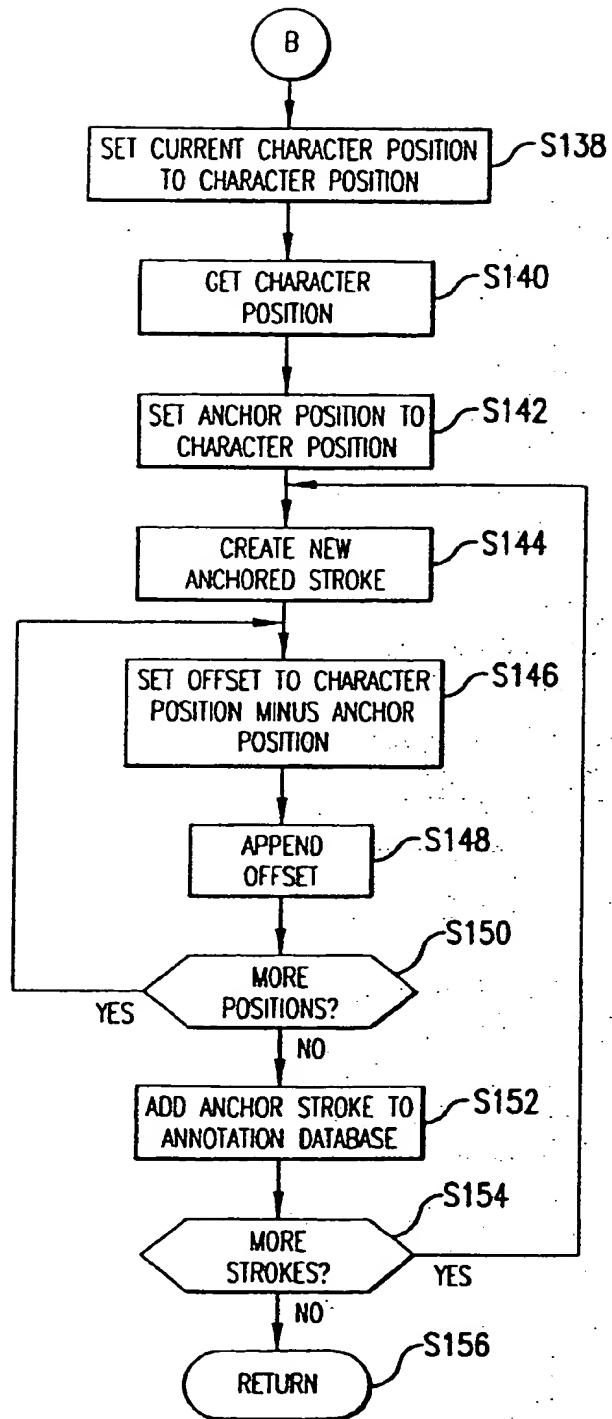 B
SET CURRENT CHARACTER POSITION
TO CHARACTER POSITION
S138
GET CHARACTER
POSITION
S140
SET ANCHOR POSITION TO
CHARACTER POSITION
S142
CREATE NEW
ANCHORED STROKE
S144
SET OFFSET TO CHARACTER
POSITION MINUS ANCHOR
POSITION
S146
APPEND
OFFSET
S148
MORE
POSITIONS?
S150
YES
NO
ADD ANCHOR STROKE TO
ANNOTATION DATABASE
S152
MORE
STROKES?
S154
YES
NO
RETURN
S156